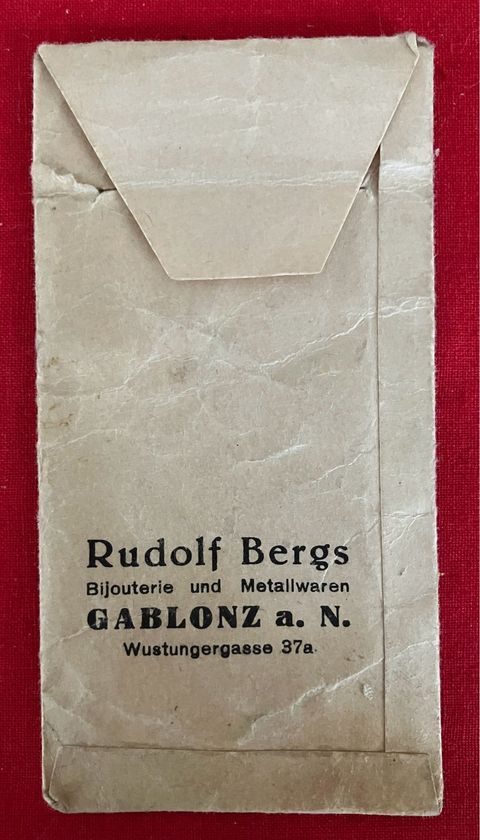 Rudolf Bergs
Bijouterie und Metallwaren
GABLONZ a. N.
Wustungergasse 37a